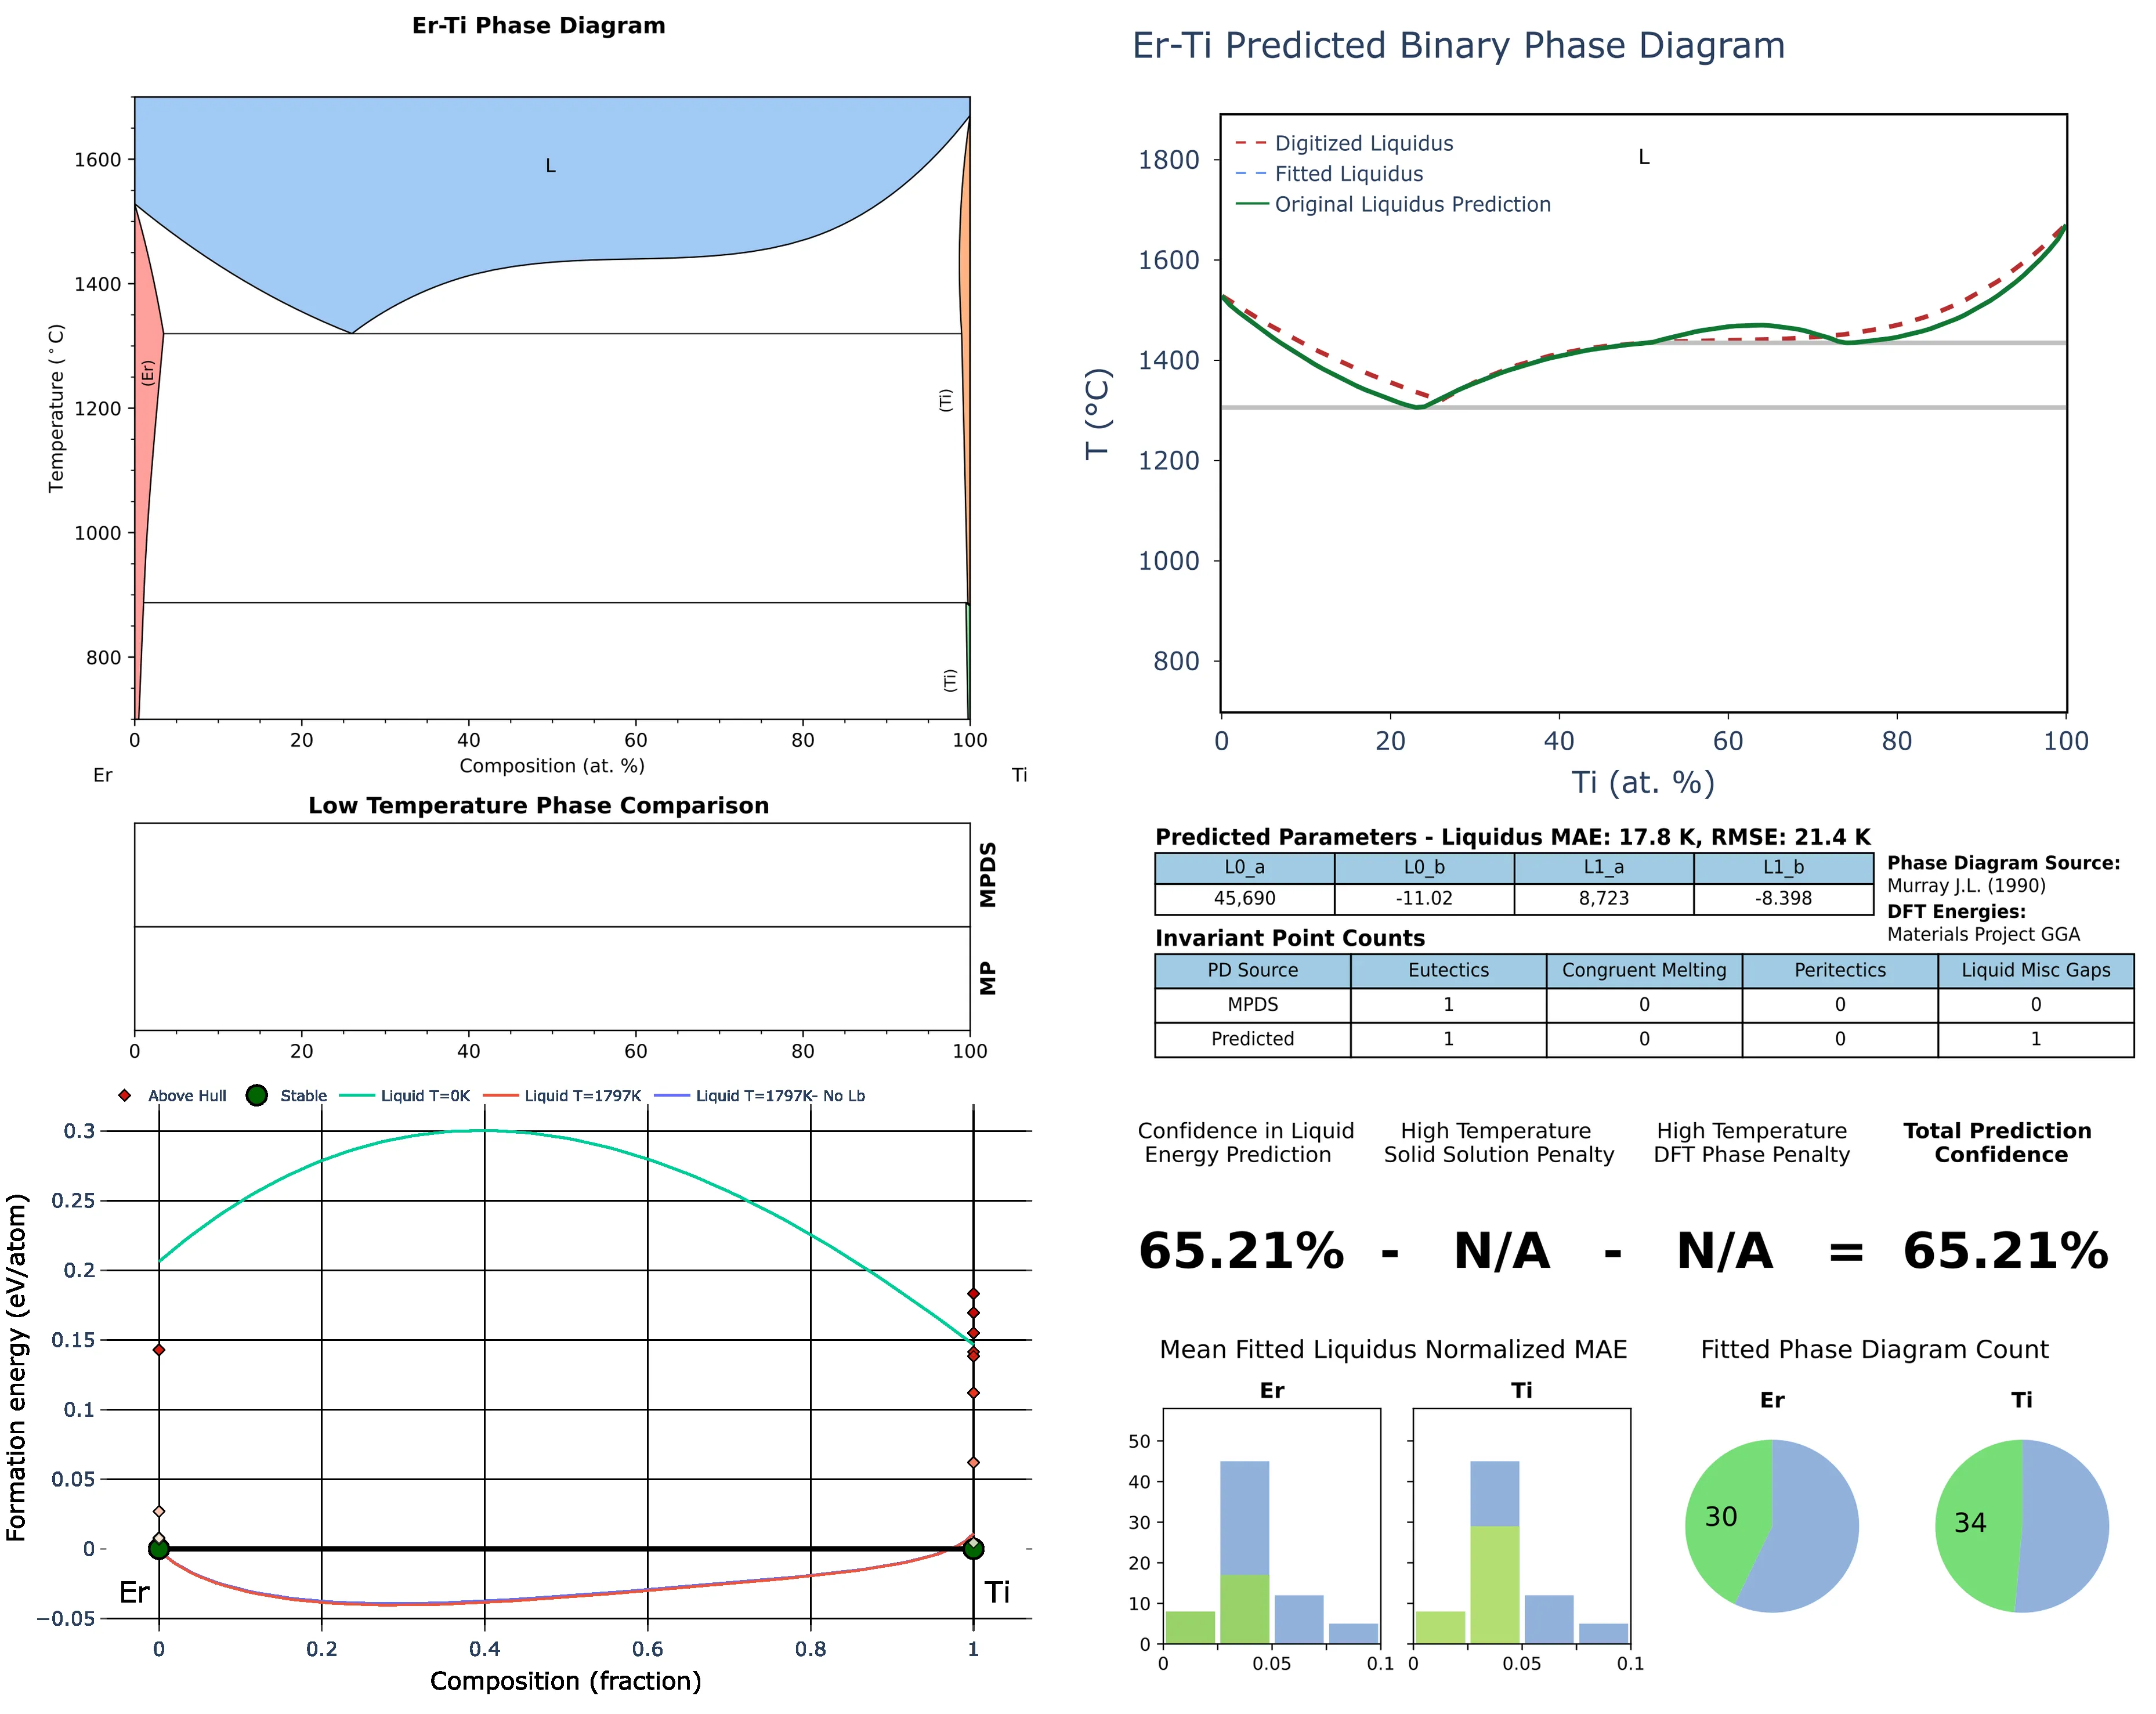 Er-Ti Phase Diagram
L
(Er)
(Ti)
(Ti)
1600
1400
1200
1000
800
Temperature (°C)
0 20 40 60 80 100
Composition (at. %)
Er Ti
Low Temperature Phase Comparison
MPDS
MP
0 20 40 60 80 100
Above Hull Stable Liquid T=0K Liquid T=1797K Liquid T=1797K- No Lb
0.3
0.25
0.2
0.15
0.1
0.05
0
−0.05
Formation energy (eV/atom)
Er Ti
0 0.2 0.4 0.6 0.8 1
Composition (fraction)
Er-Ti Predicted Binary Phase Diagram
Digitized Liquidus
Fitted Liquidus
Original Liquidus Prediction
L
1800
1600
1400
1200
1000
800
T (°C)
0 20 40 60 80 100
Ti (at. %)
Predicted Parameters - Liquidus MAE: 17.8 K, RMSE: 21.4 K
L0_a L0_b L1_a L1_b
45,690 -11.02 8,723 -8.398
Phase Diagram Source:
Murray J.L. (1990)
DFT Energies:
Materials Project GGA
Invariant Point Counts
PD Source Eutectics Congruent Melting Peritectics Liquid Misc Gaps
MPDS 1 0 0 0
Predicted 1 0 0 1
Confidence in Liquid
Energy Prediction
High Temperature
Solid Solution Penalty
High Temperature
DFT Phase Penalty
Total Prediction
Confidence
65.21% - N/A - N/A = 65.21%
Mean Fitted Liquidus Normalized MAE
Er Ti
50
40
30
20
10
0
0 0.05 0.1 0 0.05 0.1
Fitted Phase Diagram Count
Er Ti
30 34